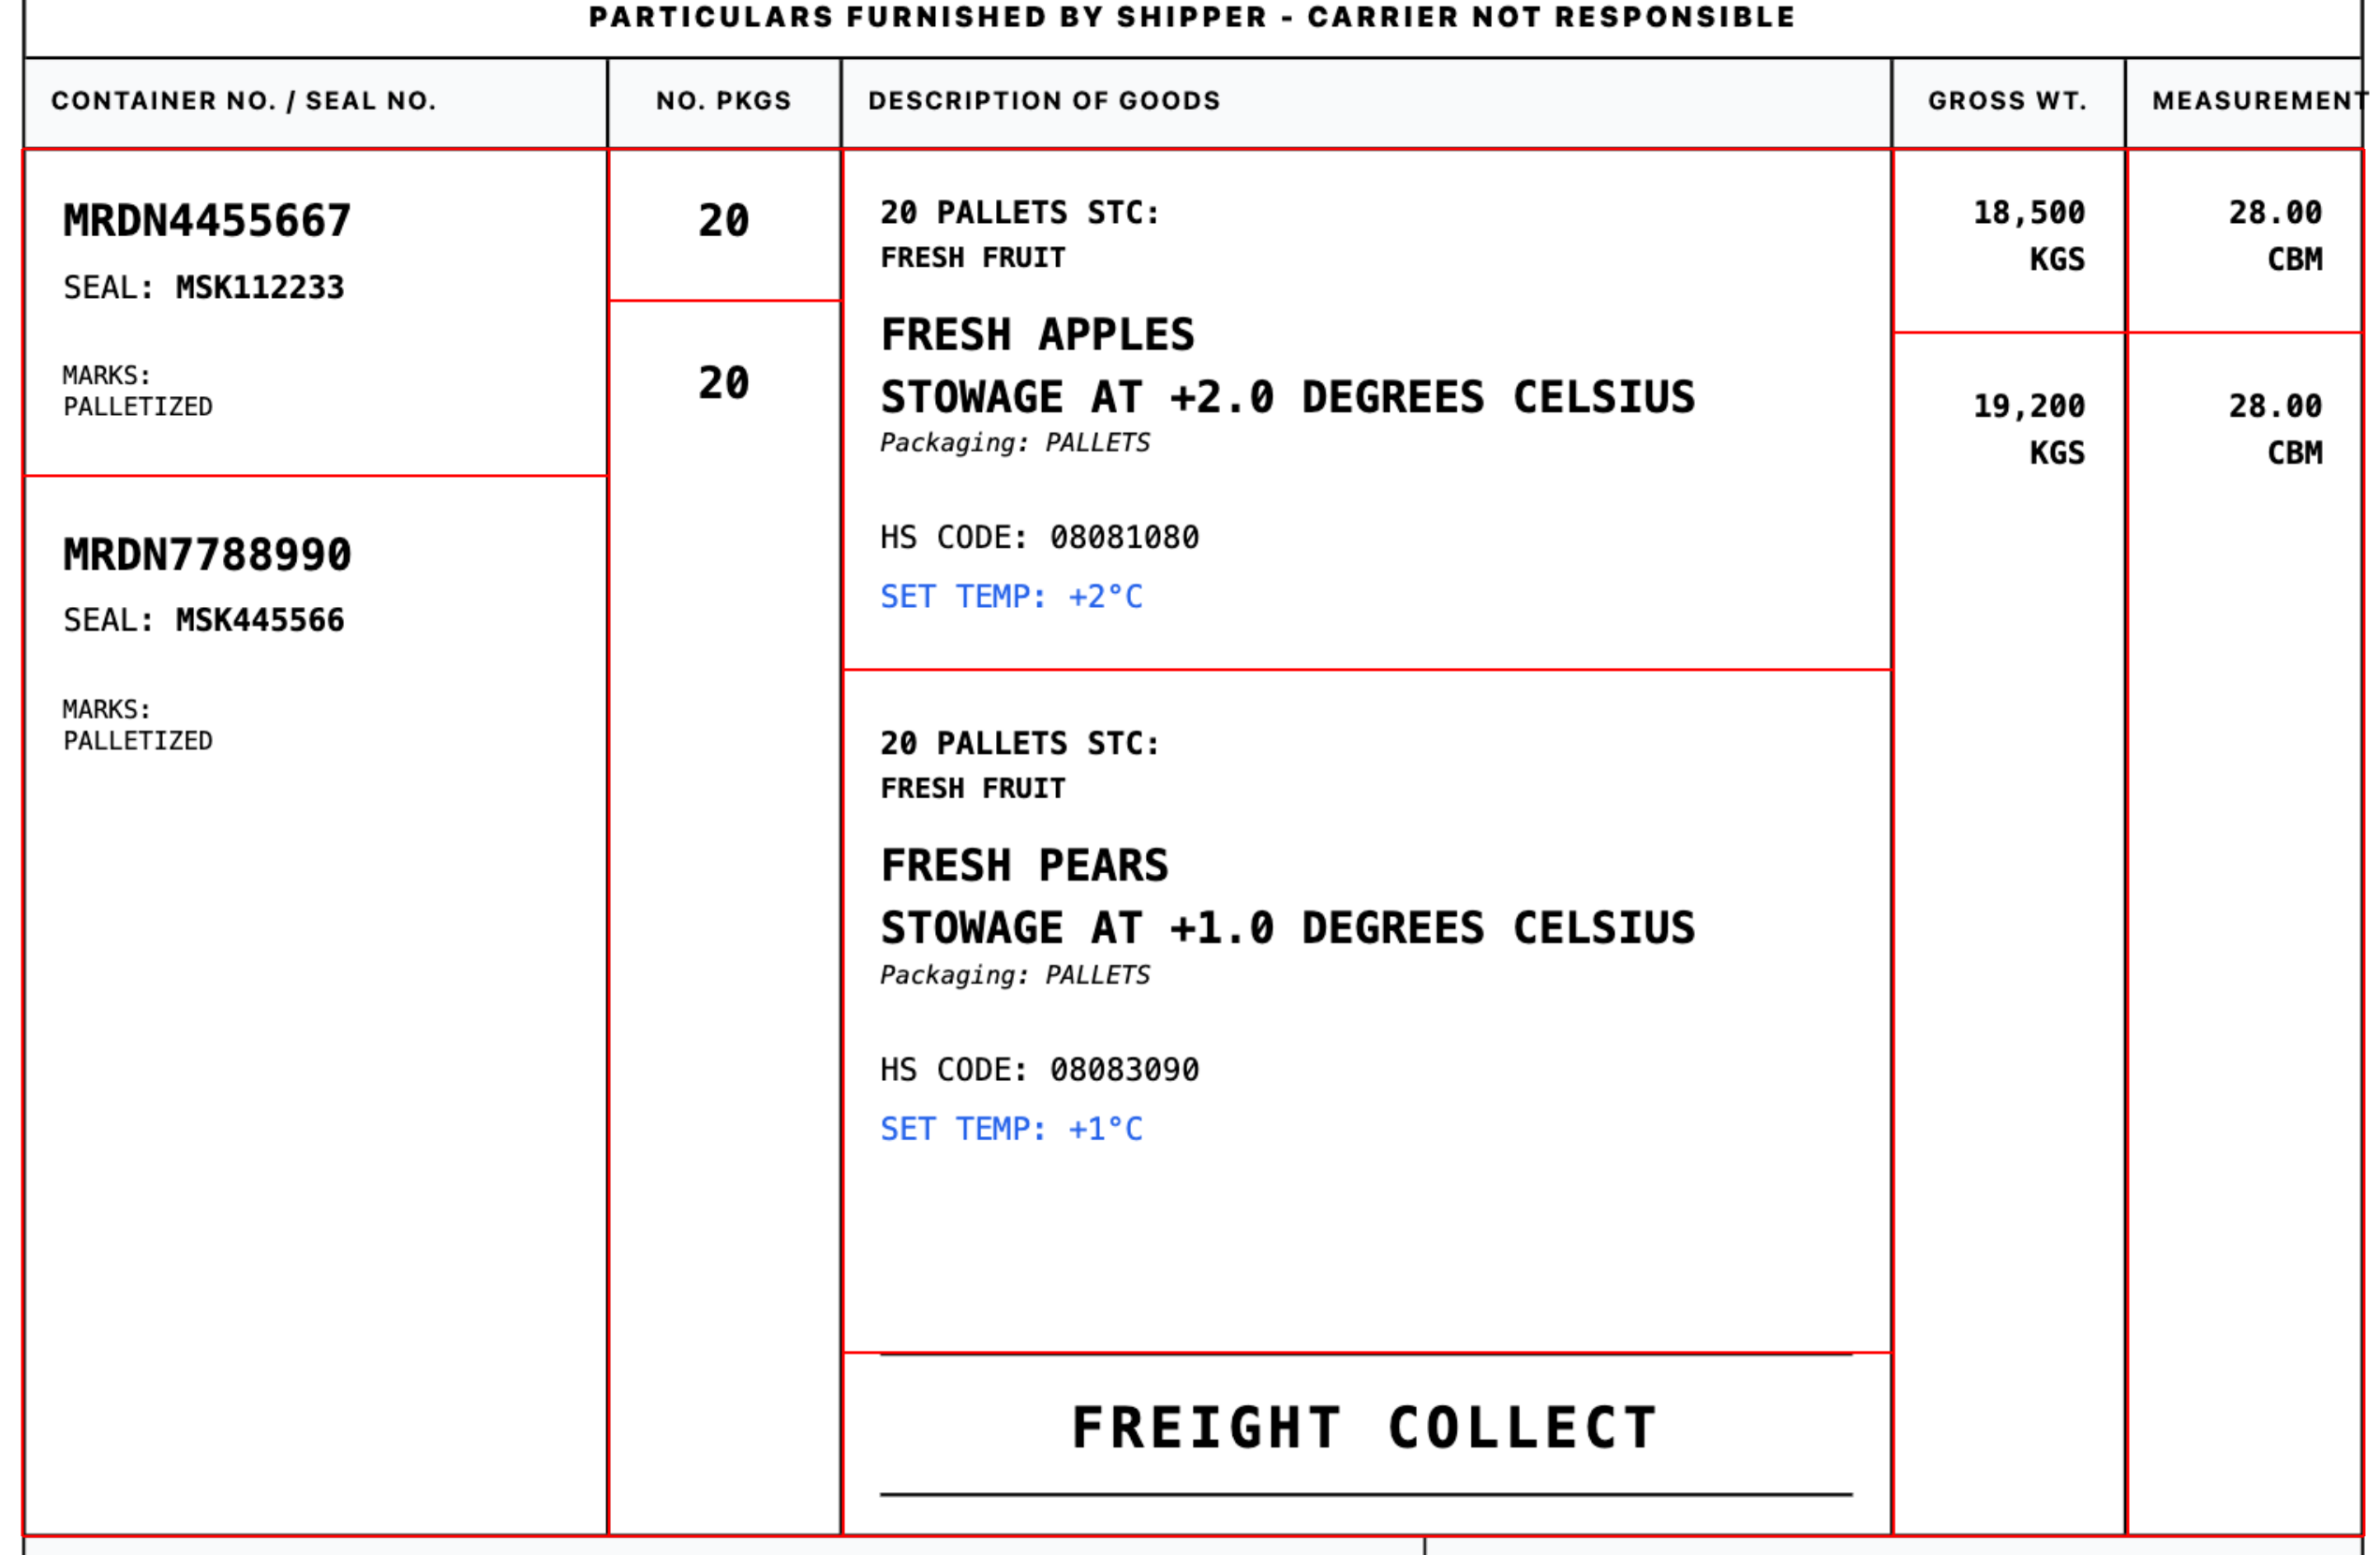 PARTICULARS FURNISHED BY SHIPPER - CARRIER NOT RESPONSIBLE
CONTAINER NO. / SEAL NO.
NO. PKGS
DESCRIPTION OF GOODS
GROSS WT.
MEASUREMENT
MRDN4455667
SEAL: MSK112233
MARKS:
PALLETIZED
MRDN7788990
SEAL: MSK445566
MARKS:
PALLETIZED
20
20
20 PALLETS STC:
FRESH FRUIT
FRESH APPLES
STOWAGE AT +2.0 DEGREES CELSIUS
Packaging: PALLETS
HS CODE: 08081080
SET TEMP: +2°C
20 PALLETS STC:
FRESH FRUIT
FRESH PEARS
STOWAGE AT +1.0 DEGREES CELSIUS
Packaging: PALLETS
HS CODE: 08083090
SET TEMP: +1°C
FREIGHT COLLECT
18,500
KGS
19,200
KGS
28.00
CBM
28.00
CBM